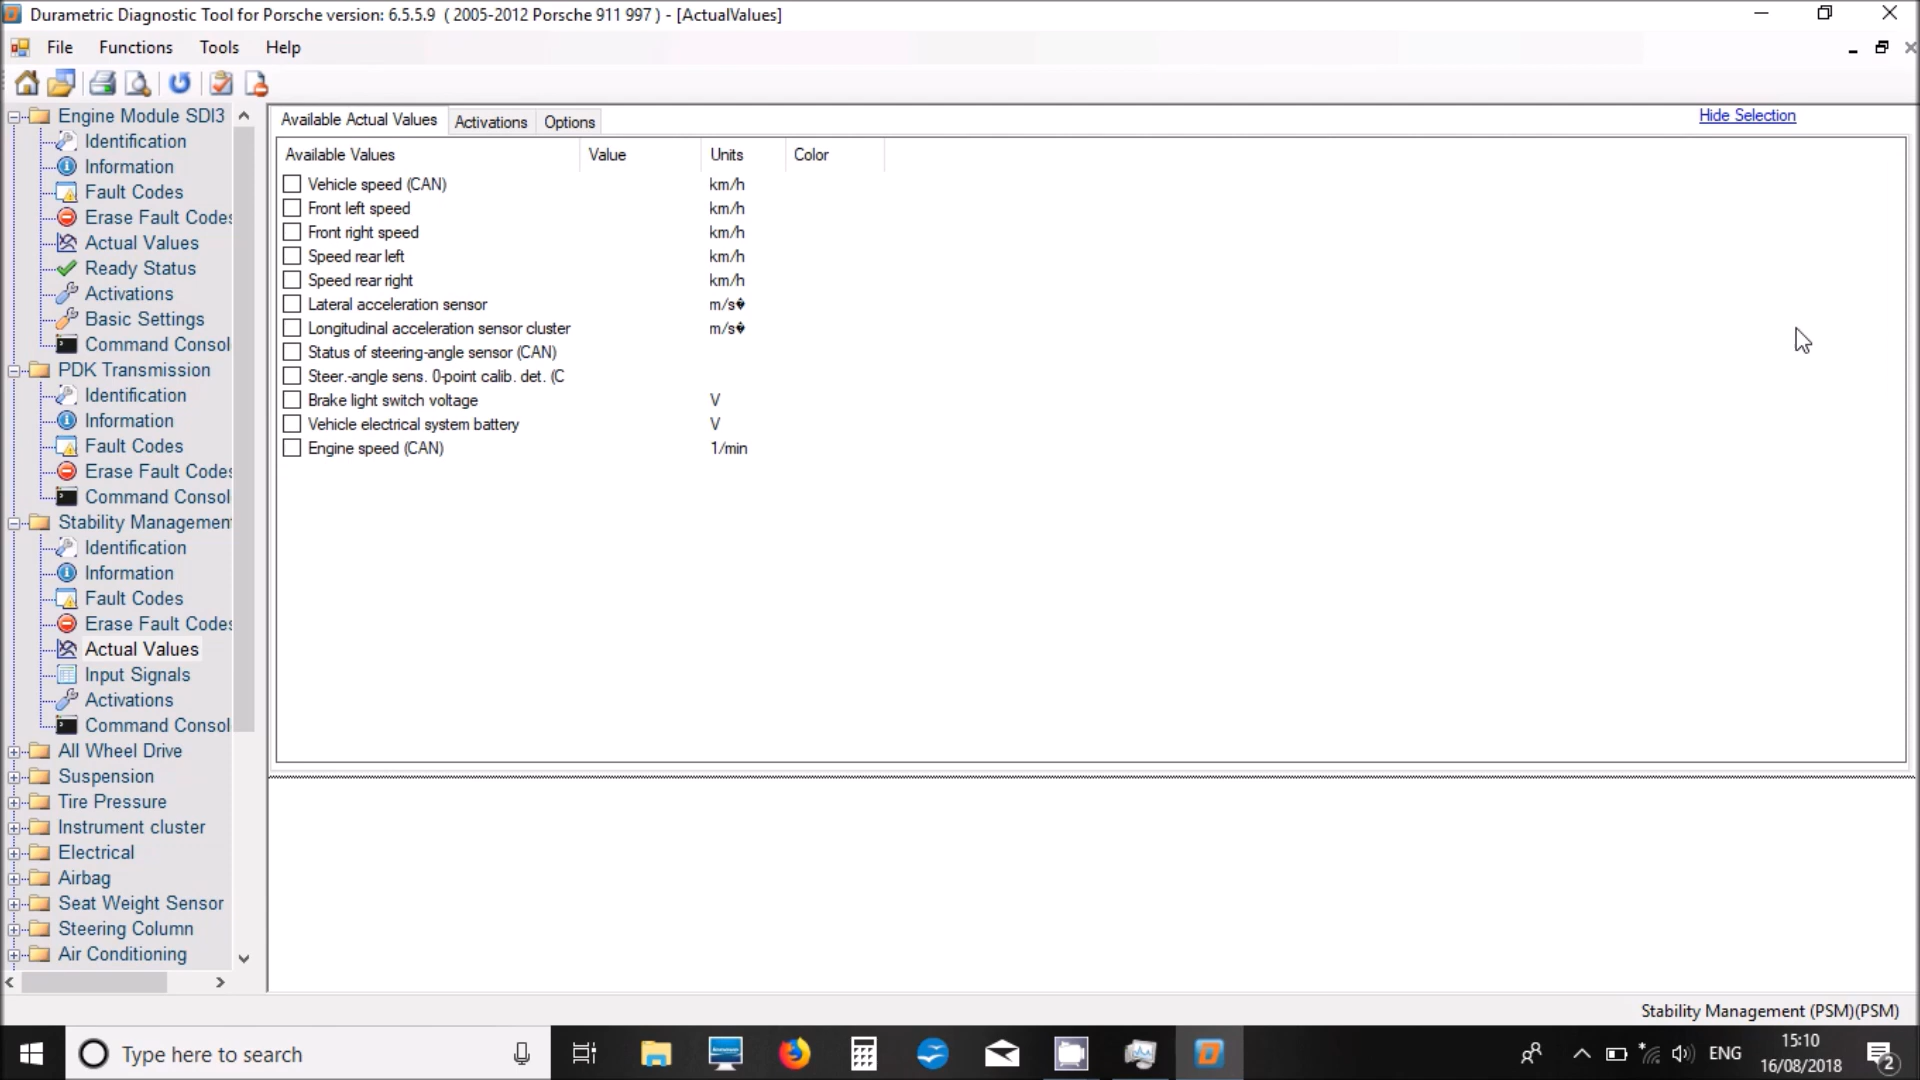 Durametric Diagnostic Tool for Porsche version: 6.5.5.9 ( 2005-2012 Porsche 911 997 ) - [ActualValues]
File Functions Tools Help
Engine Module SDI3
Identification
Information
Fault Codes
Erase Fault Codes
Actual Values
Ready Status
Activations
Basic Settings
Command Consol
PDK Transmission
Identification
Information
Fault Codes
Erase Fault Codes
Command Consol
Stability Management
Identification
Information
Fault Codes
Erase Fault Codes
Actual Values
Input Signals
Activations
Command Consol
All Wheel Drive
Suspension
Tire Pressure
Instrument cluster
Electrical
Airbag
Seat Weight Sensor
Steering Column
Air Conditioning
Available Actual Values Activations Options Hide Selection
Available Values Value Units Color
Vehicle speed (CAN) km/h
Front left speed km/h
Front right speed km/h
Speed rear left km/h
Speed rear right km/h
Lateral acceleration sensor m/s�
Longitudinal acceleration sensor cluster m/s�
Status of steering-angle sensor (CAN)
Steer.-angle sens. 0-point calib. det. (C
Brake light switch voltage V
Vehicle electrical system battery V
Engine speed (CAN) 1/min
Stability Management (PSM)(PSM)
Type here to search
ENG
15:10
16/08/2018
2